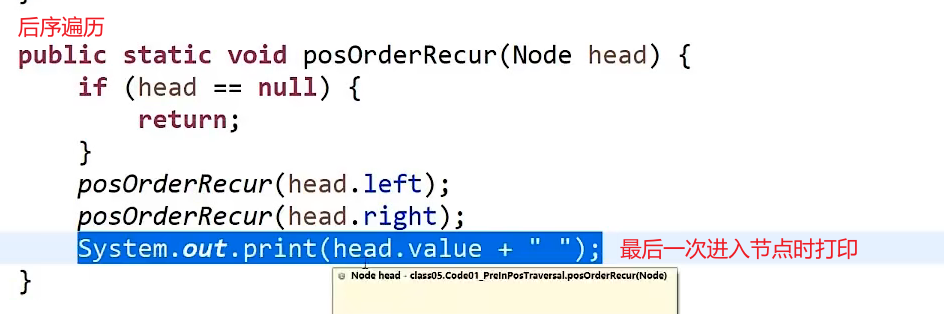 后序遍历
public static void posOrderRecur(Node head) {
if (head == null) {
return;
}
posOrderRecur(head.left);
posOrderRecur(head.right);
System.out.print(head.value + " "); 最后一次进入节点时打印
Node head - class05.Code01_PreInPosTraversal.posOrderRecur(Node)
}